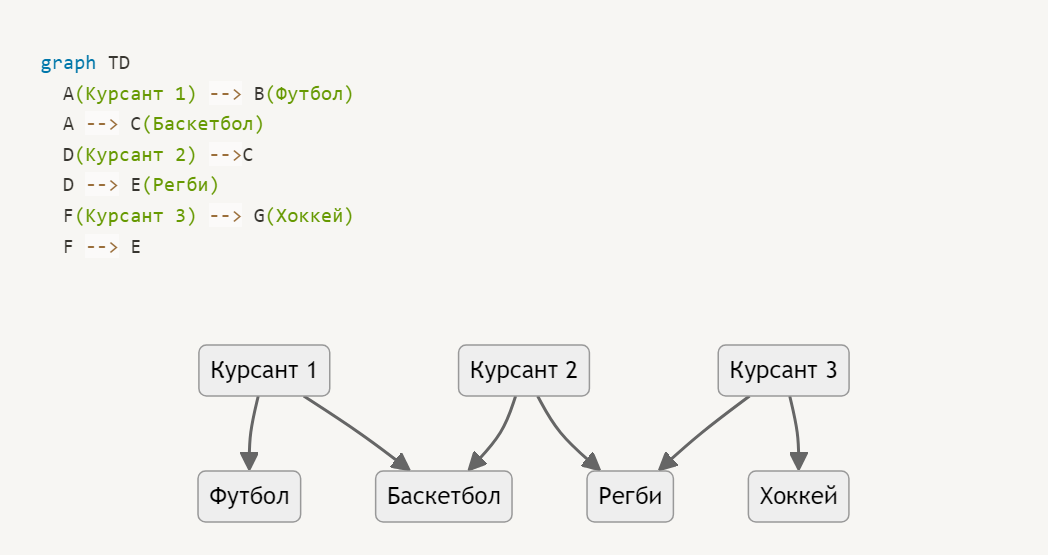 graph TD
A(Курсант 1) --> B(Футбол)
A --> C(Баскетбол)
D(Курсант 2) -->C
D --> E(Регби)
F(Курсант 3) --> G(Хоккей)
F --> E
Курсант 1 Курсант 2 Курсант 3
Футбол Баскетбол Регби Хоккей